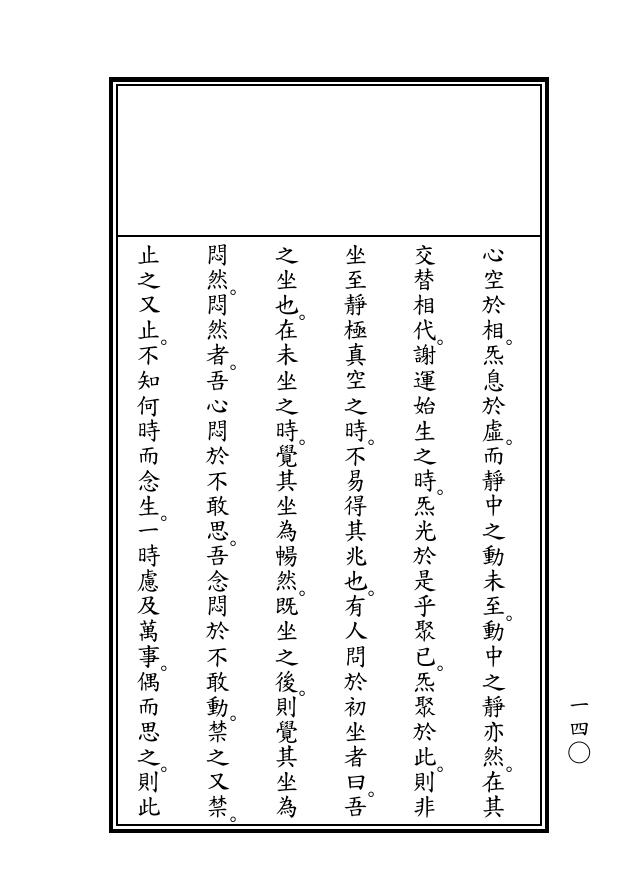 心空於相。炁息於虛。而靜中之動未至。動中之靜亦然。在其
交替相代。謝運始生之時。炁光於是乎聚已。炁聚於此。則非
坐至靜極真空之時。不易得其兆也。有人問於初坐者曰。吾
之坐也。在未坐之時。覺其坐為暢然。既坐之後。則覺其坐為
悶然。悶然者。吾心悶於不敢思。吾念悶於不敢動。禁之又禁。
止之又止。不知何時而念生。一時慮及萬事。偶而思之。則此
一四〇